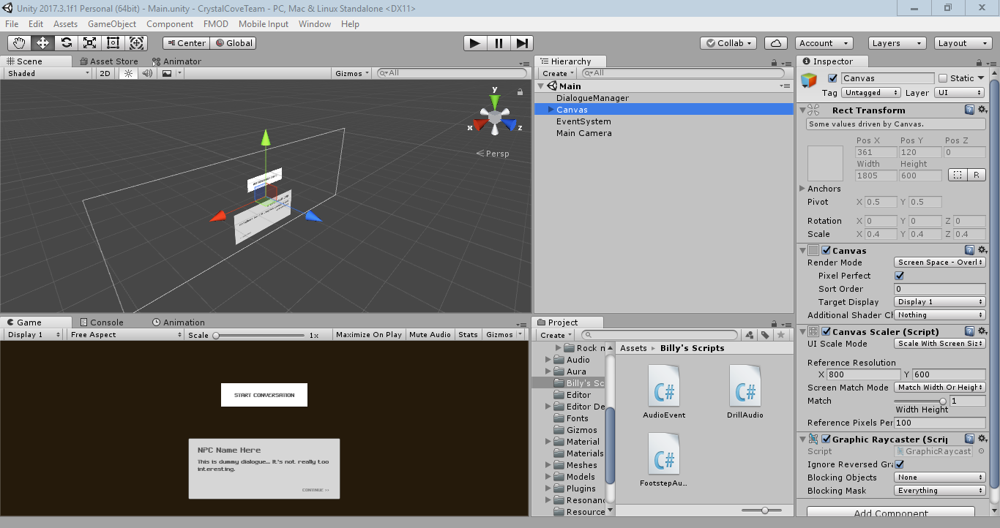 Unity 2017.3.1f1 Personal (64bit) - Main.unity - CrystalCoveTeam - PC, Mac & Linux Standalone <DX11>
File Edit Assets GameObject Component FMOD Mobile Input Window Help
Center Global Collab Account Layers Layout
Scene Asset Store Animator
Shaded 2D Gizmos All
y
x z
Persp
Hierarchy
Create All
Main
DialogueManager
Canvas
EventSystem
Main Camera
Game Console Animation
Display 1 Free Aspect Scale 1x Maximize On Play Mute Audio Stats Gizmos
START CONVERSATION
NPC Name Here
This is dummy dialogue... It's not really too
interesting.
CONTINUE >>
Project
Create
Rock n
Audio
Aura
Billy's Sc
Editor
Editor De
Fonts
Gizmos
Material
Materials
Meshes
Models
Plugins
Resonanc
Resource
Assets Billy's Scripts
AudioEvent DrillAudio
FootstepAu...
Inspector
Canvas Static
Tag Untagged Layer UI
Rect Transform
Some values driven by Canvas.
Pos X Pos Y Pos Z
361 120 0
Width Height
1805 600 R
Anchors
Pivot X 0.5 Y 0.5
Rotation X 0 Y 0 Z 0
Scale X 0.4 Y 0.4 Z 0.4
Canvas
Render Mode Screen Space - Overl
Pixel Perfect
Sort Order 0
Target Display Display 1
Additional Shader Ch Nothing
Canvas Scaler (Script)
UI Scale Mode Scale With Screen Siz
Reference Resolution
X 800 Y 600
Screen Match Mode Match Width Or Heigh
Match 1
Width Height
Reference Pixels Per 100
Graphic Raycaster (Scrip
Script GraphicRaycast
Ignore Reversed Gra
Blocking Objects None
Blocking Mask Everything
Add Component